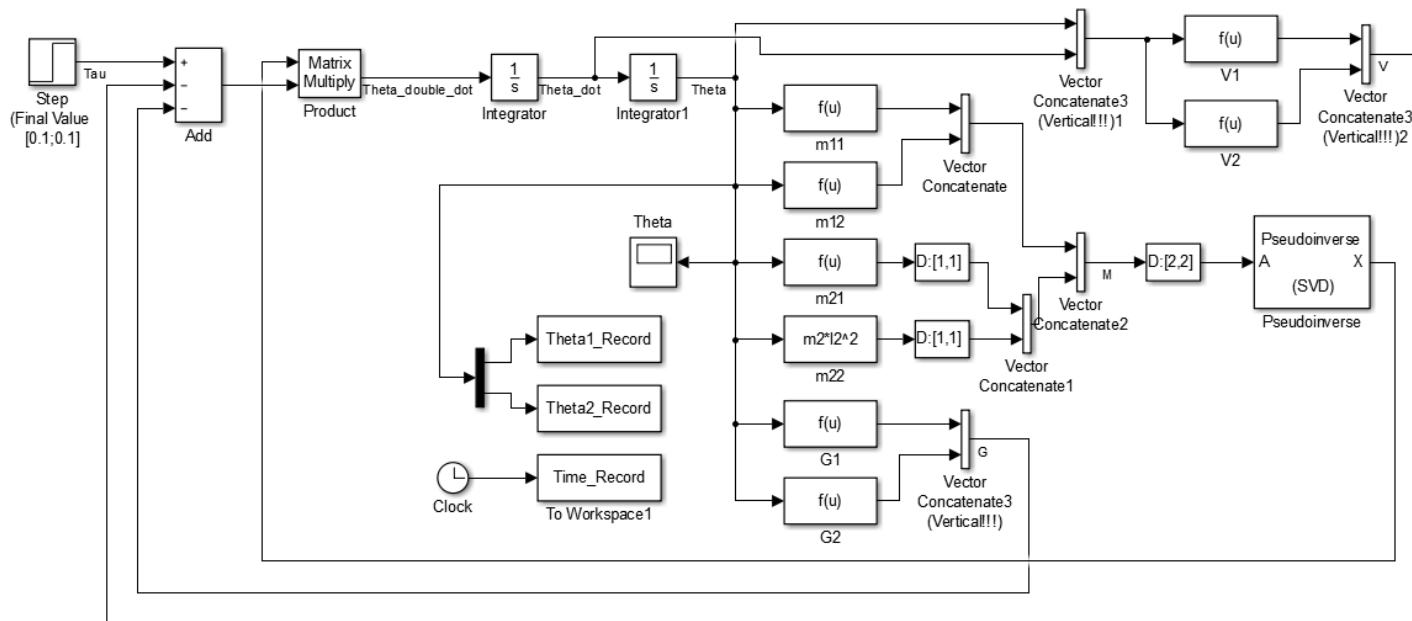 Step
(Final Value
[0.1;0.1]
Tau
+
−
−
Add
Matrix
Multiply
Product
Theta_double_dot
1
s
Integrator
Theta_dot
1
s
Integrator1
Theta
Vector
Concatenate3
(Vertical!!!)1
f(u)
V1
f(u)
V2
V
Vector
Concatenate3
(Vertical!!!)2
f(u)
m11
f(u)
m12
Vector
Concatenate
Theta
f(u)
m21
D:[1,1]
m2*l2^2
m22
D:[1,1]
Vector
Concatenate1
M
Vector
Concatenate2
D:[2,2]
Pseudoinverse
A
X
(SVD)
Pseudoinverse
Theta1_Record
Theta2_Record
Clock
Time_Record
To Workspace1
f(u)
G1
f(u)
G2
G
Vector
Concatenate3
(Vertical!!!)